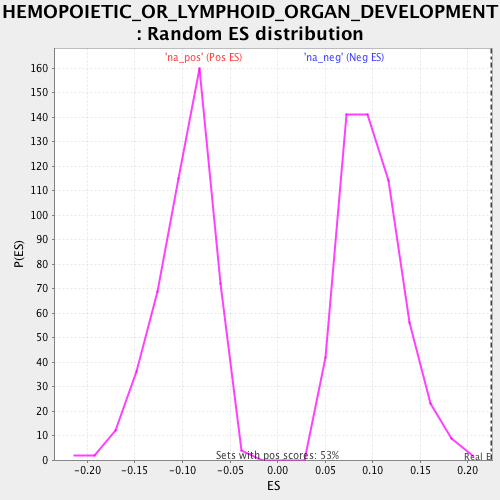 HEMOPOIETIC_OR_LYMPHOID_ORGAN_DEVELOPMENT
: Random ES distribution
'na_pos' (Pos ES) 'na_neg' (Neg ES)
160
150
140
130
120
110
100
90
80
70
60
50
40
30
20
10
0
P(ES)
Sets with pos scores: 53%
Real E
-0.20 -0.15 -0.10 -0.05 0.00 0.05 0.10 0.15 0.20
ES